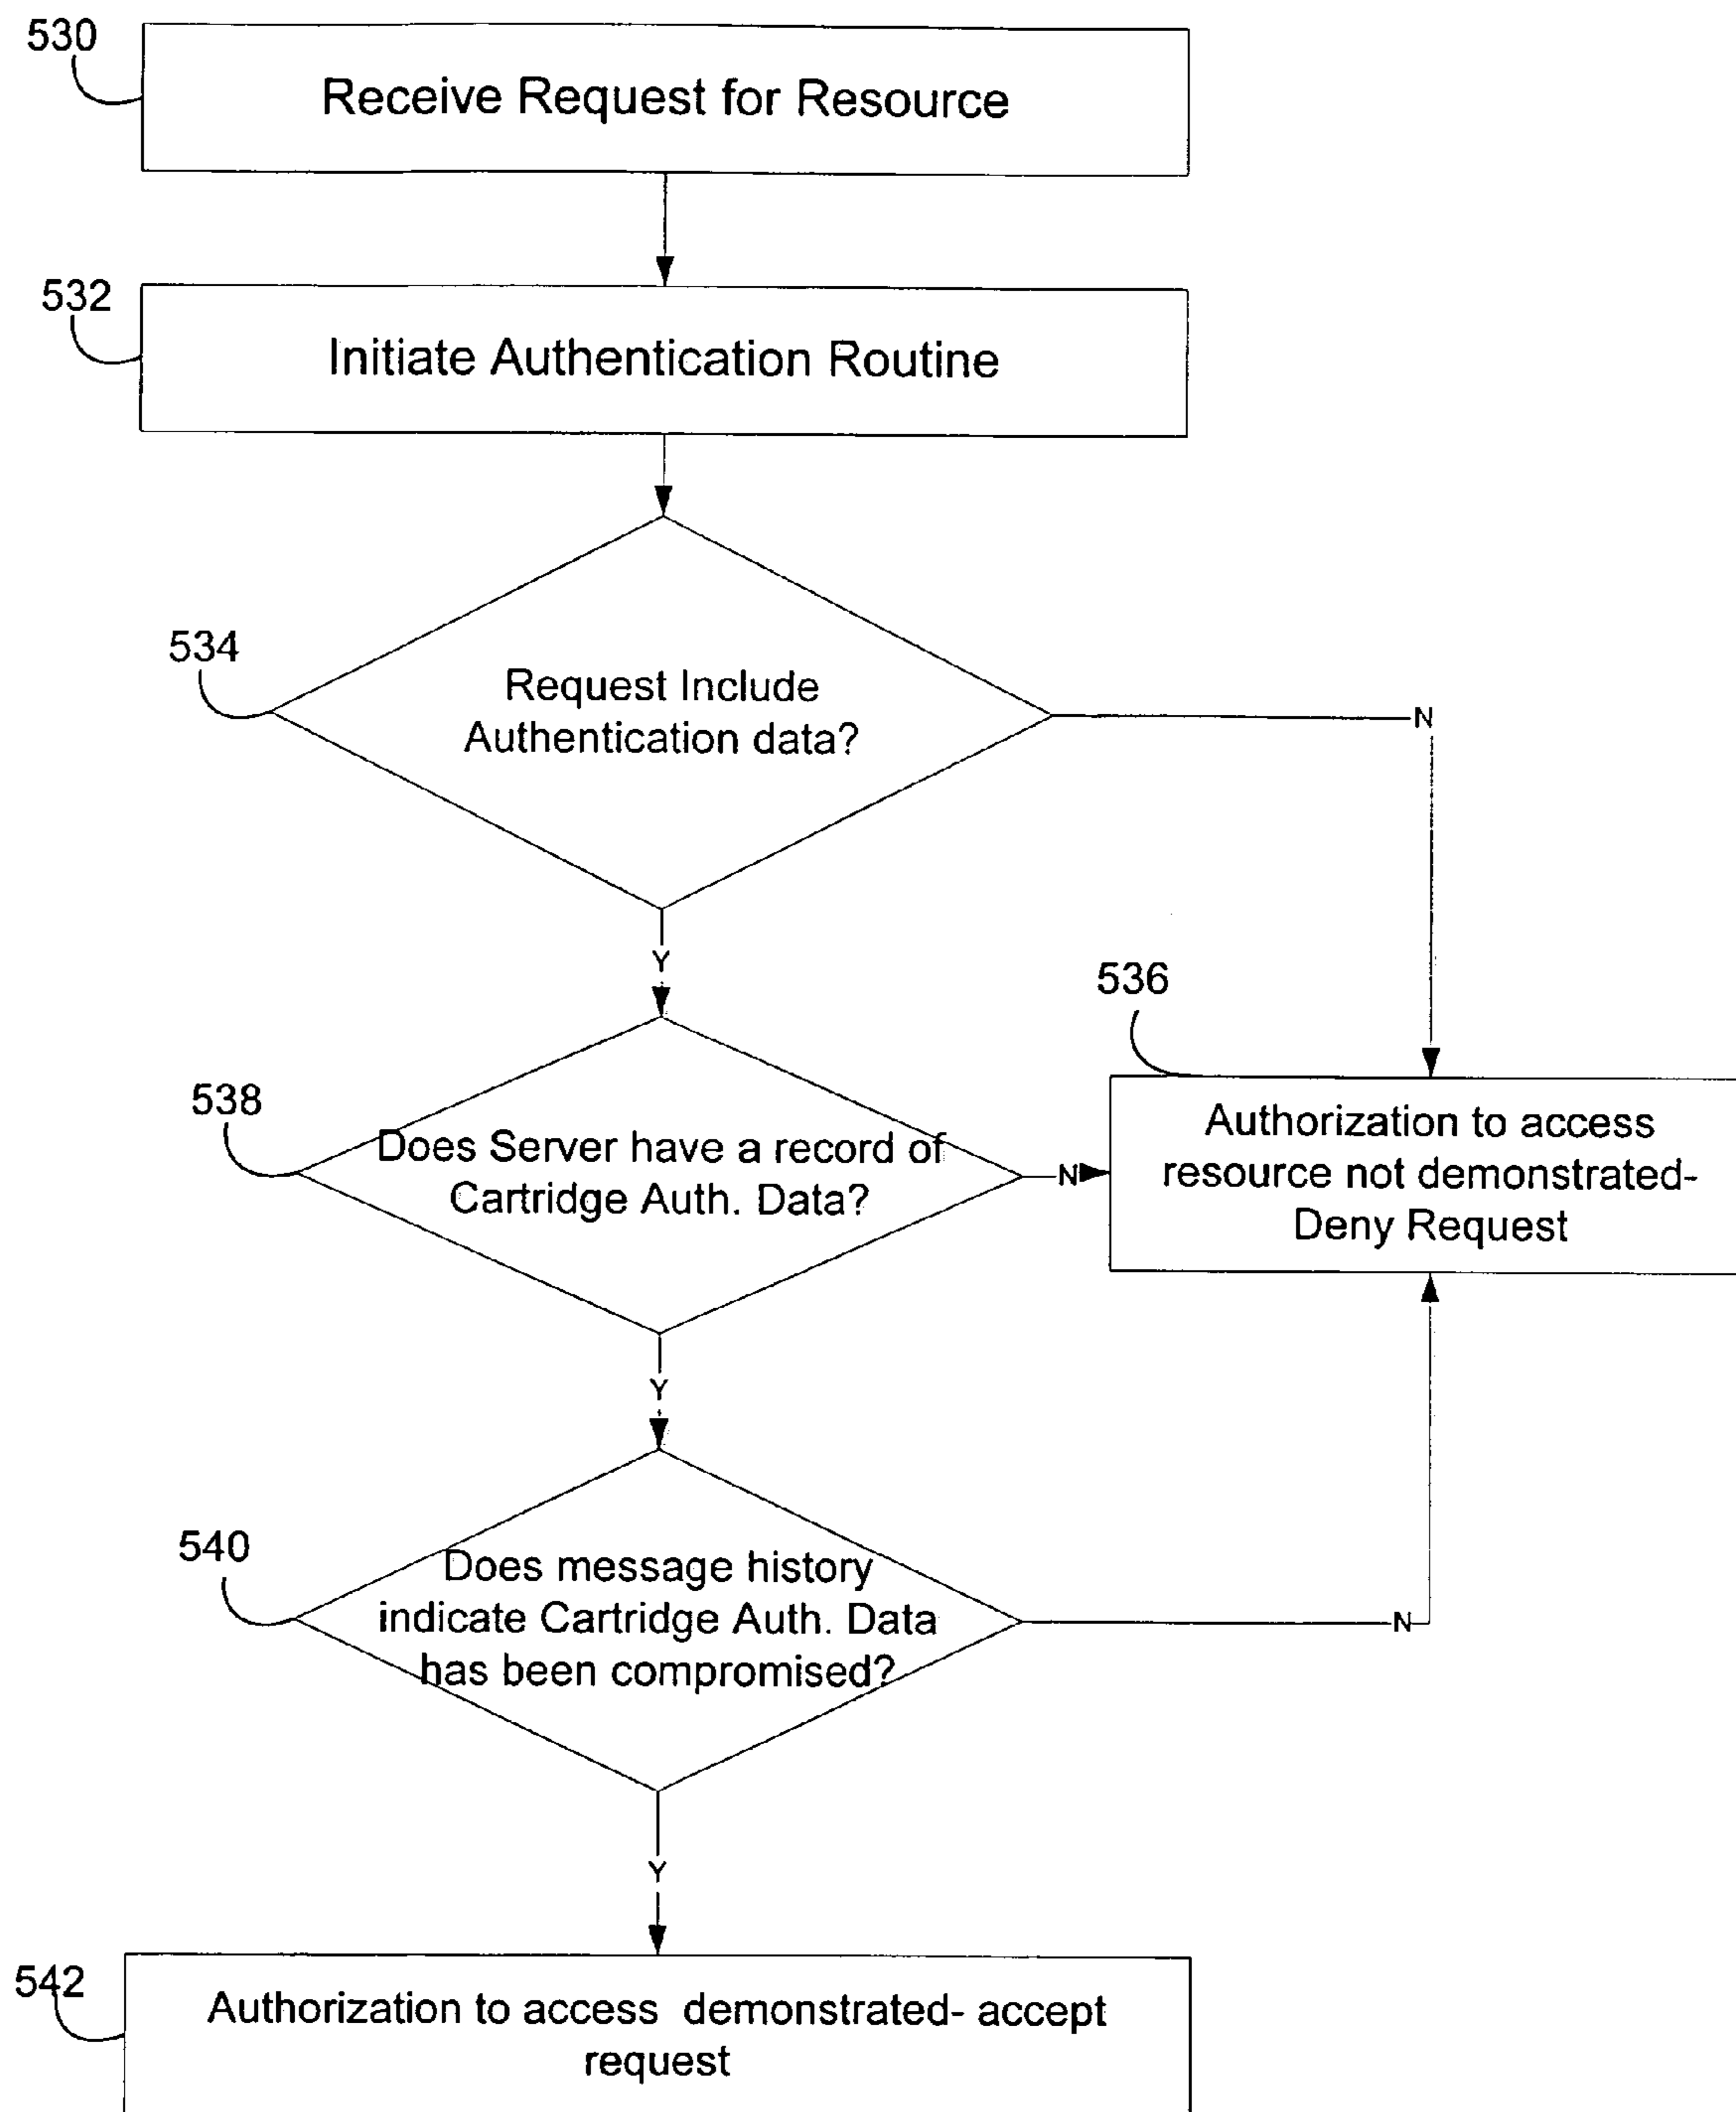 530
Receive Request for Resource
532
Initiate Authentication Routine
534
Request Include
Authentication data?
N
Y
536
Authorization to access
resource not demonstrated-
Deny Request
538
Does Server have a record of
Cartridge Auth. Data?
N
Y
540
Does message history
indicate Cartridge Auth. Data
has been compromised?
N
Y
542
Authorization to access demonstrated- accept
request